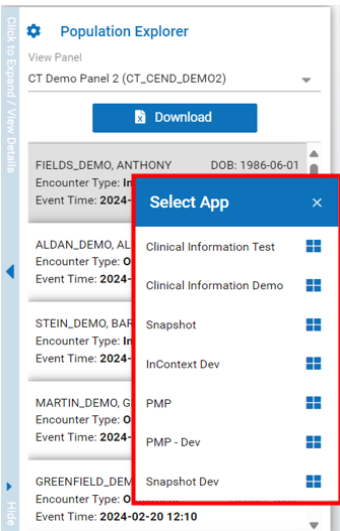 Click to Expand / View Details
Population Explorer
View Panel
CT Demo Panel 2 (CT_CEND_DEMO2)
Download
FIELDS_DEMO, ANTHONY DOB: 1986-06-01
Encounter Type: In
Event Time: 2024-
Select App ×
ALDAN_DEMO, AL
Encounter Type: O
Event Time: 2024-
Clinical Information Test
Clinical Information Demo
STEIN_DEMO, BAR
Encounter Type: In
Event Time: 2024-
Snapshot
InContext Dev
MARTIN_DEMO, G
Encounter Type: O
Event Time: 2024-
PMP
PMP - Dev
GREENFIELD_DEM
Encounter Type: O
Event Time: 2024-02-20 12:10
Snapshot Dev
Hide